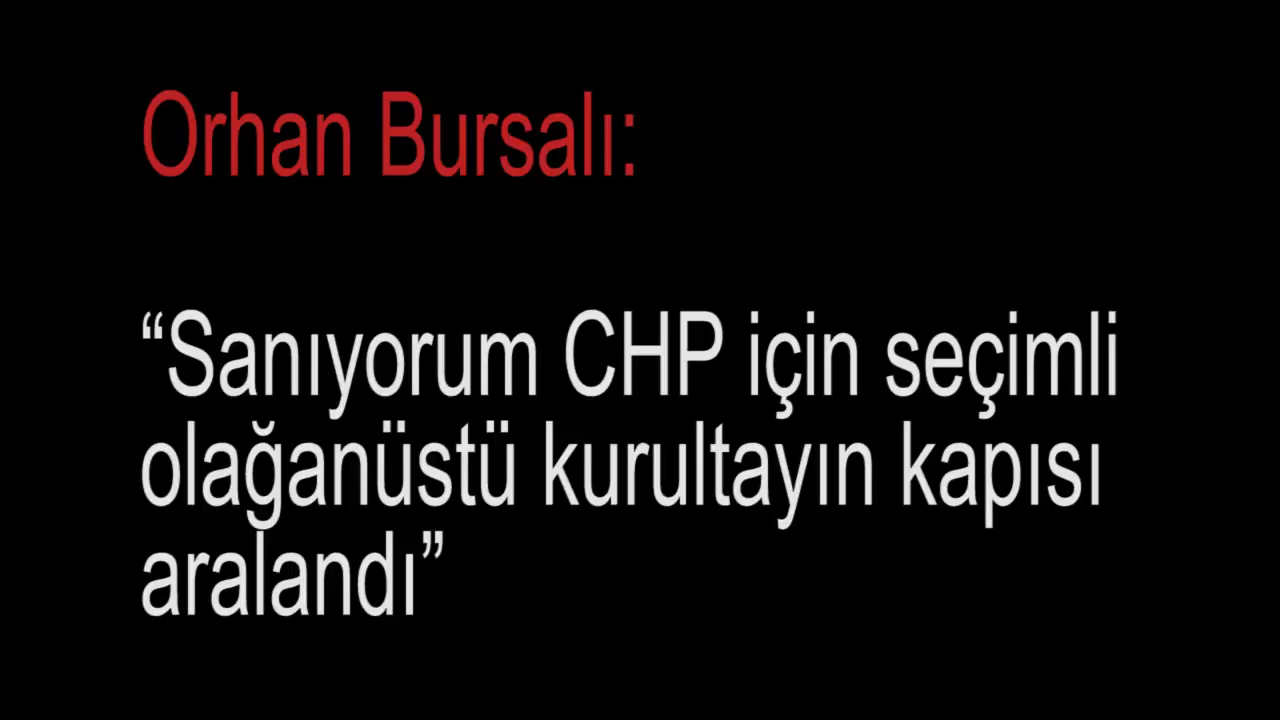 Orhan Bursalı:
“Sanıyorum CHP için seçimli
olağanüstü kurultayın kapısı
aralandı”